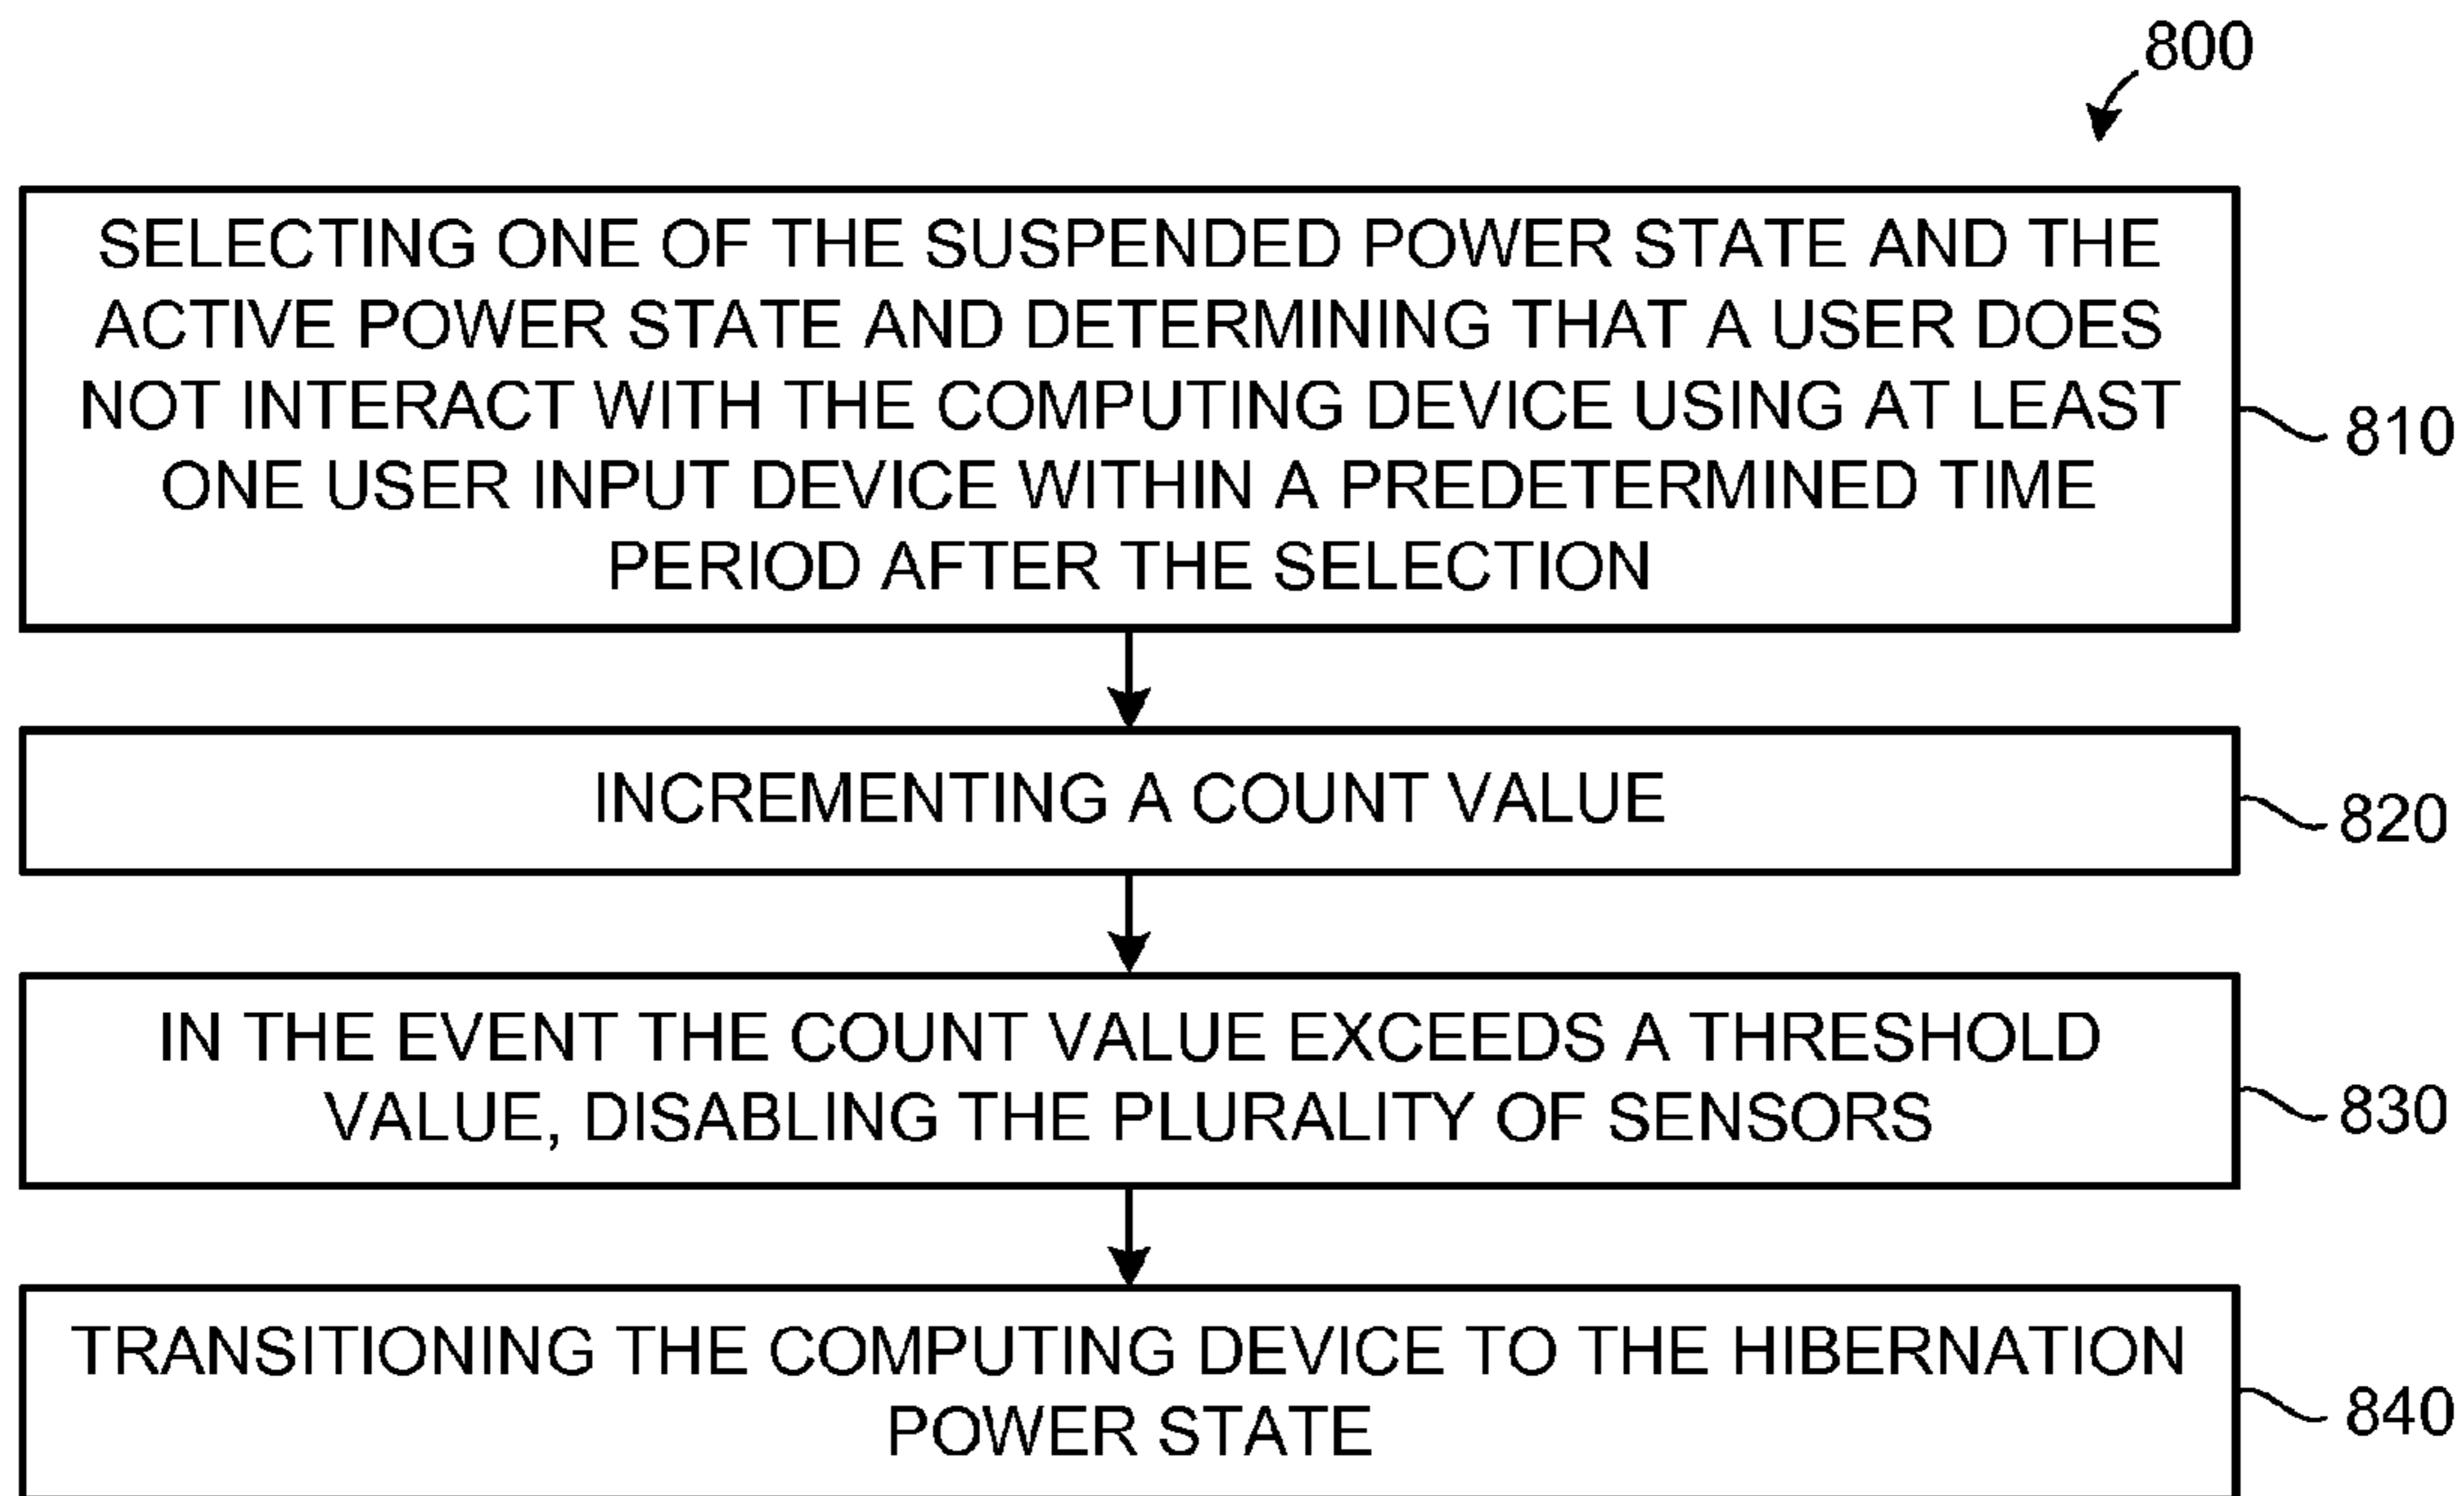 800
SELECTING ONE OF THE SUSPENDED POWER STATE AND THE
ACTIVE POWER STATE AND DETERMINING THAT A USER DOES
NOT INTERACT WITH THE COMPUTING DEVICE USING AT LEAST
ONE USER INPUT DEVICE WITHIN A PREDETERMINED TIME
PERIOD AFTER THE SELECTION
810
INCREMENTING A COUNT VALUE
820
IN THE EVENT THE COUNT VALUE EXCEEDS A THRESHOLD
VALUE, DISABLING THE PLURALITY OF SENSORS
830
TRANSITIONING THE COMPUTING DEVICE TO THE HIBERNATION
POWER STATE
840